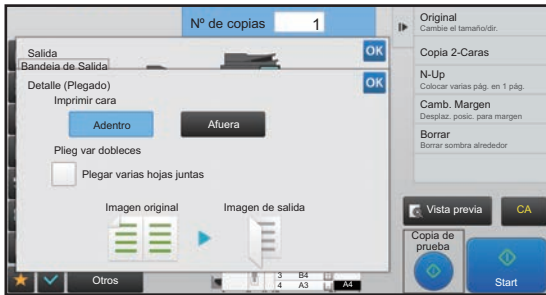 Nº de copias 1
Salida
Bandeja de Salida
OK
Detalle (Plegado)
OK
Imprimir cara
Adentro
Afuera
Plieg var dobleces
Plegar varias hojas juntas
Imagen original
Imagen de salida
Otros
3 B4
4 A3
A4
Original
Cambie el tamaño/dir.
Copia 2-Caras
N-Up
Colocar varias pág. en 1 pág.
Camb. Margen
Desplaz. posic. para margen
Borrar
Borrar sombra alrededor
Vista previa
CA
Copia de
prueba
Start